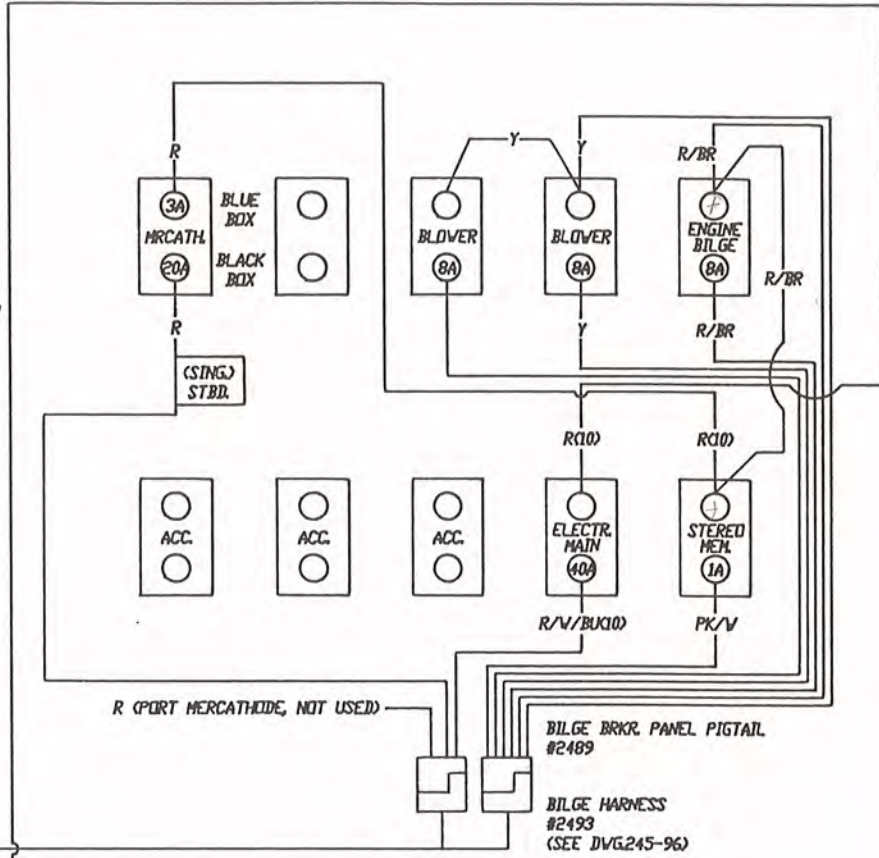 Y
R
Y
R/BR
3A
BLUE
BOX
MRCATH.
BLACK
BOX
20A
BLOWER
8A
BLOWER
8A
ENGINE
BILGE
8A
R/BR
R
Y
R/BR
(SING.)
STBD.
R(10)
R(10)
ACC.
ACC.
ACC.
ELECTR.
MAIN
40A
STEREO
MEM.
1A
R/W/BLK(10)
PK/W
R (PORT MERCATHODE, NOT USED)
BILGE BRKR. PANEL PIGTAIL
#2489
BILGE HARNESS
#2493
(SEE DWG.245-96)